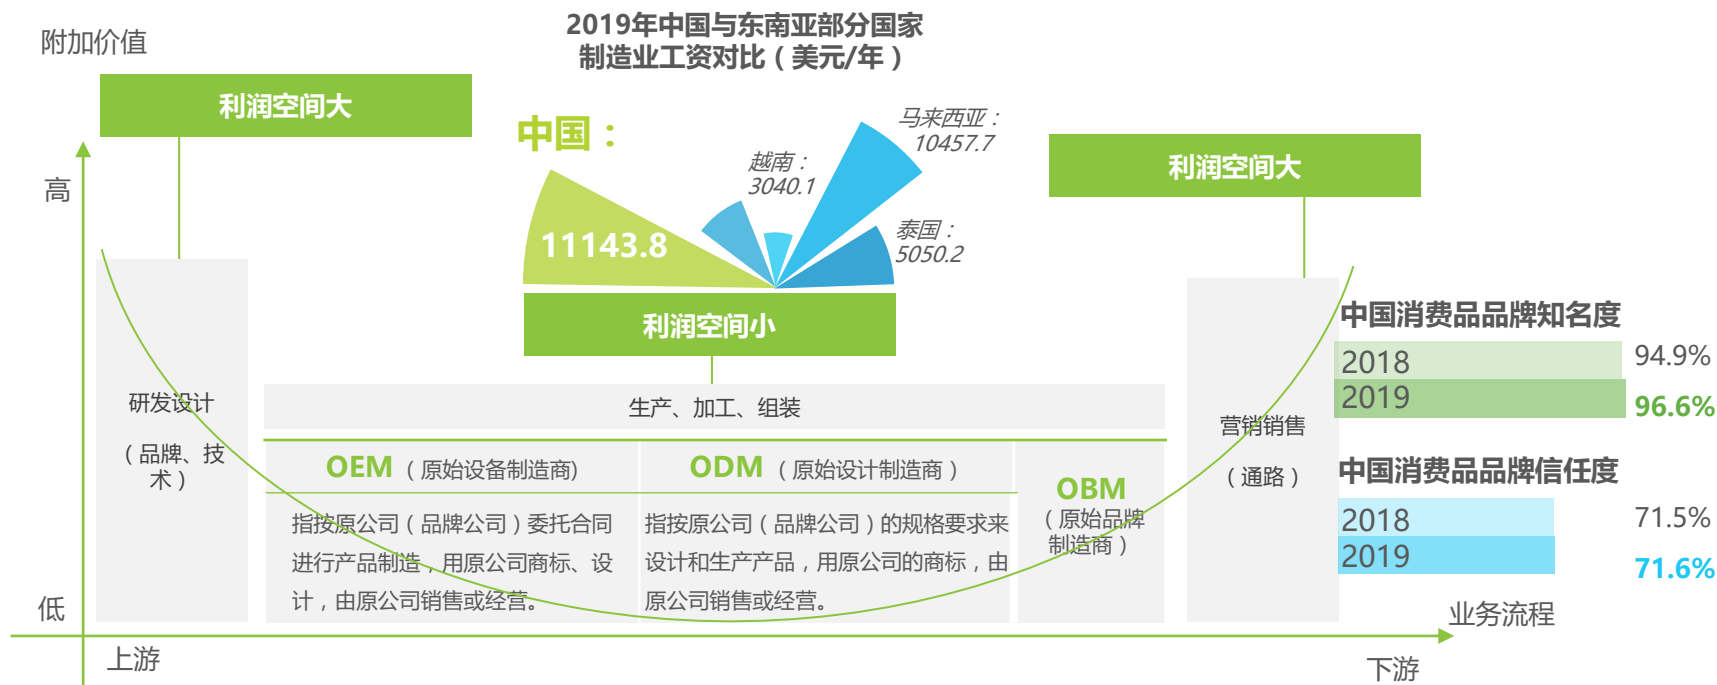 2019年中国与东南亚部分国家
制造业工资对比（美元/年）
附加价值
利润空间大
中国：
11143.8
越南：
3040.1
马来西亚：
10457.7
泰国：
5050.2
利润空间大
高
利润空间小
研发设计
（品牌、技
术）
生产、加工、组装
OEM（原始设备制造商)
指按原公司（品牌公司）委托合同
进行产品制造，用原公司商标、设
计，由原公司销售或经营。
ODM（原始设计制造商）
指按原公司（品牌公司）的规格要求来
设计和生产产品，用原公司的商标，由
原公司销售或经营。
OBM
（原始品牌
制造商）
营销销售
（通路）
中国消费品品牌知名度
2018 94.9%
2019 96.6%
中国消费品品牌信任度
2018 71.5%
2019 71.6%
低
业务流程
上游
下游